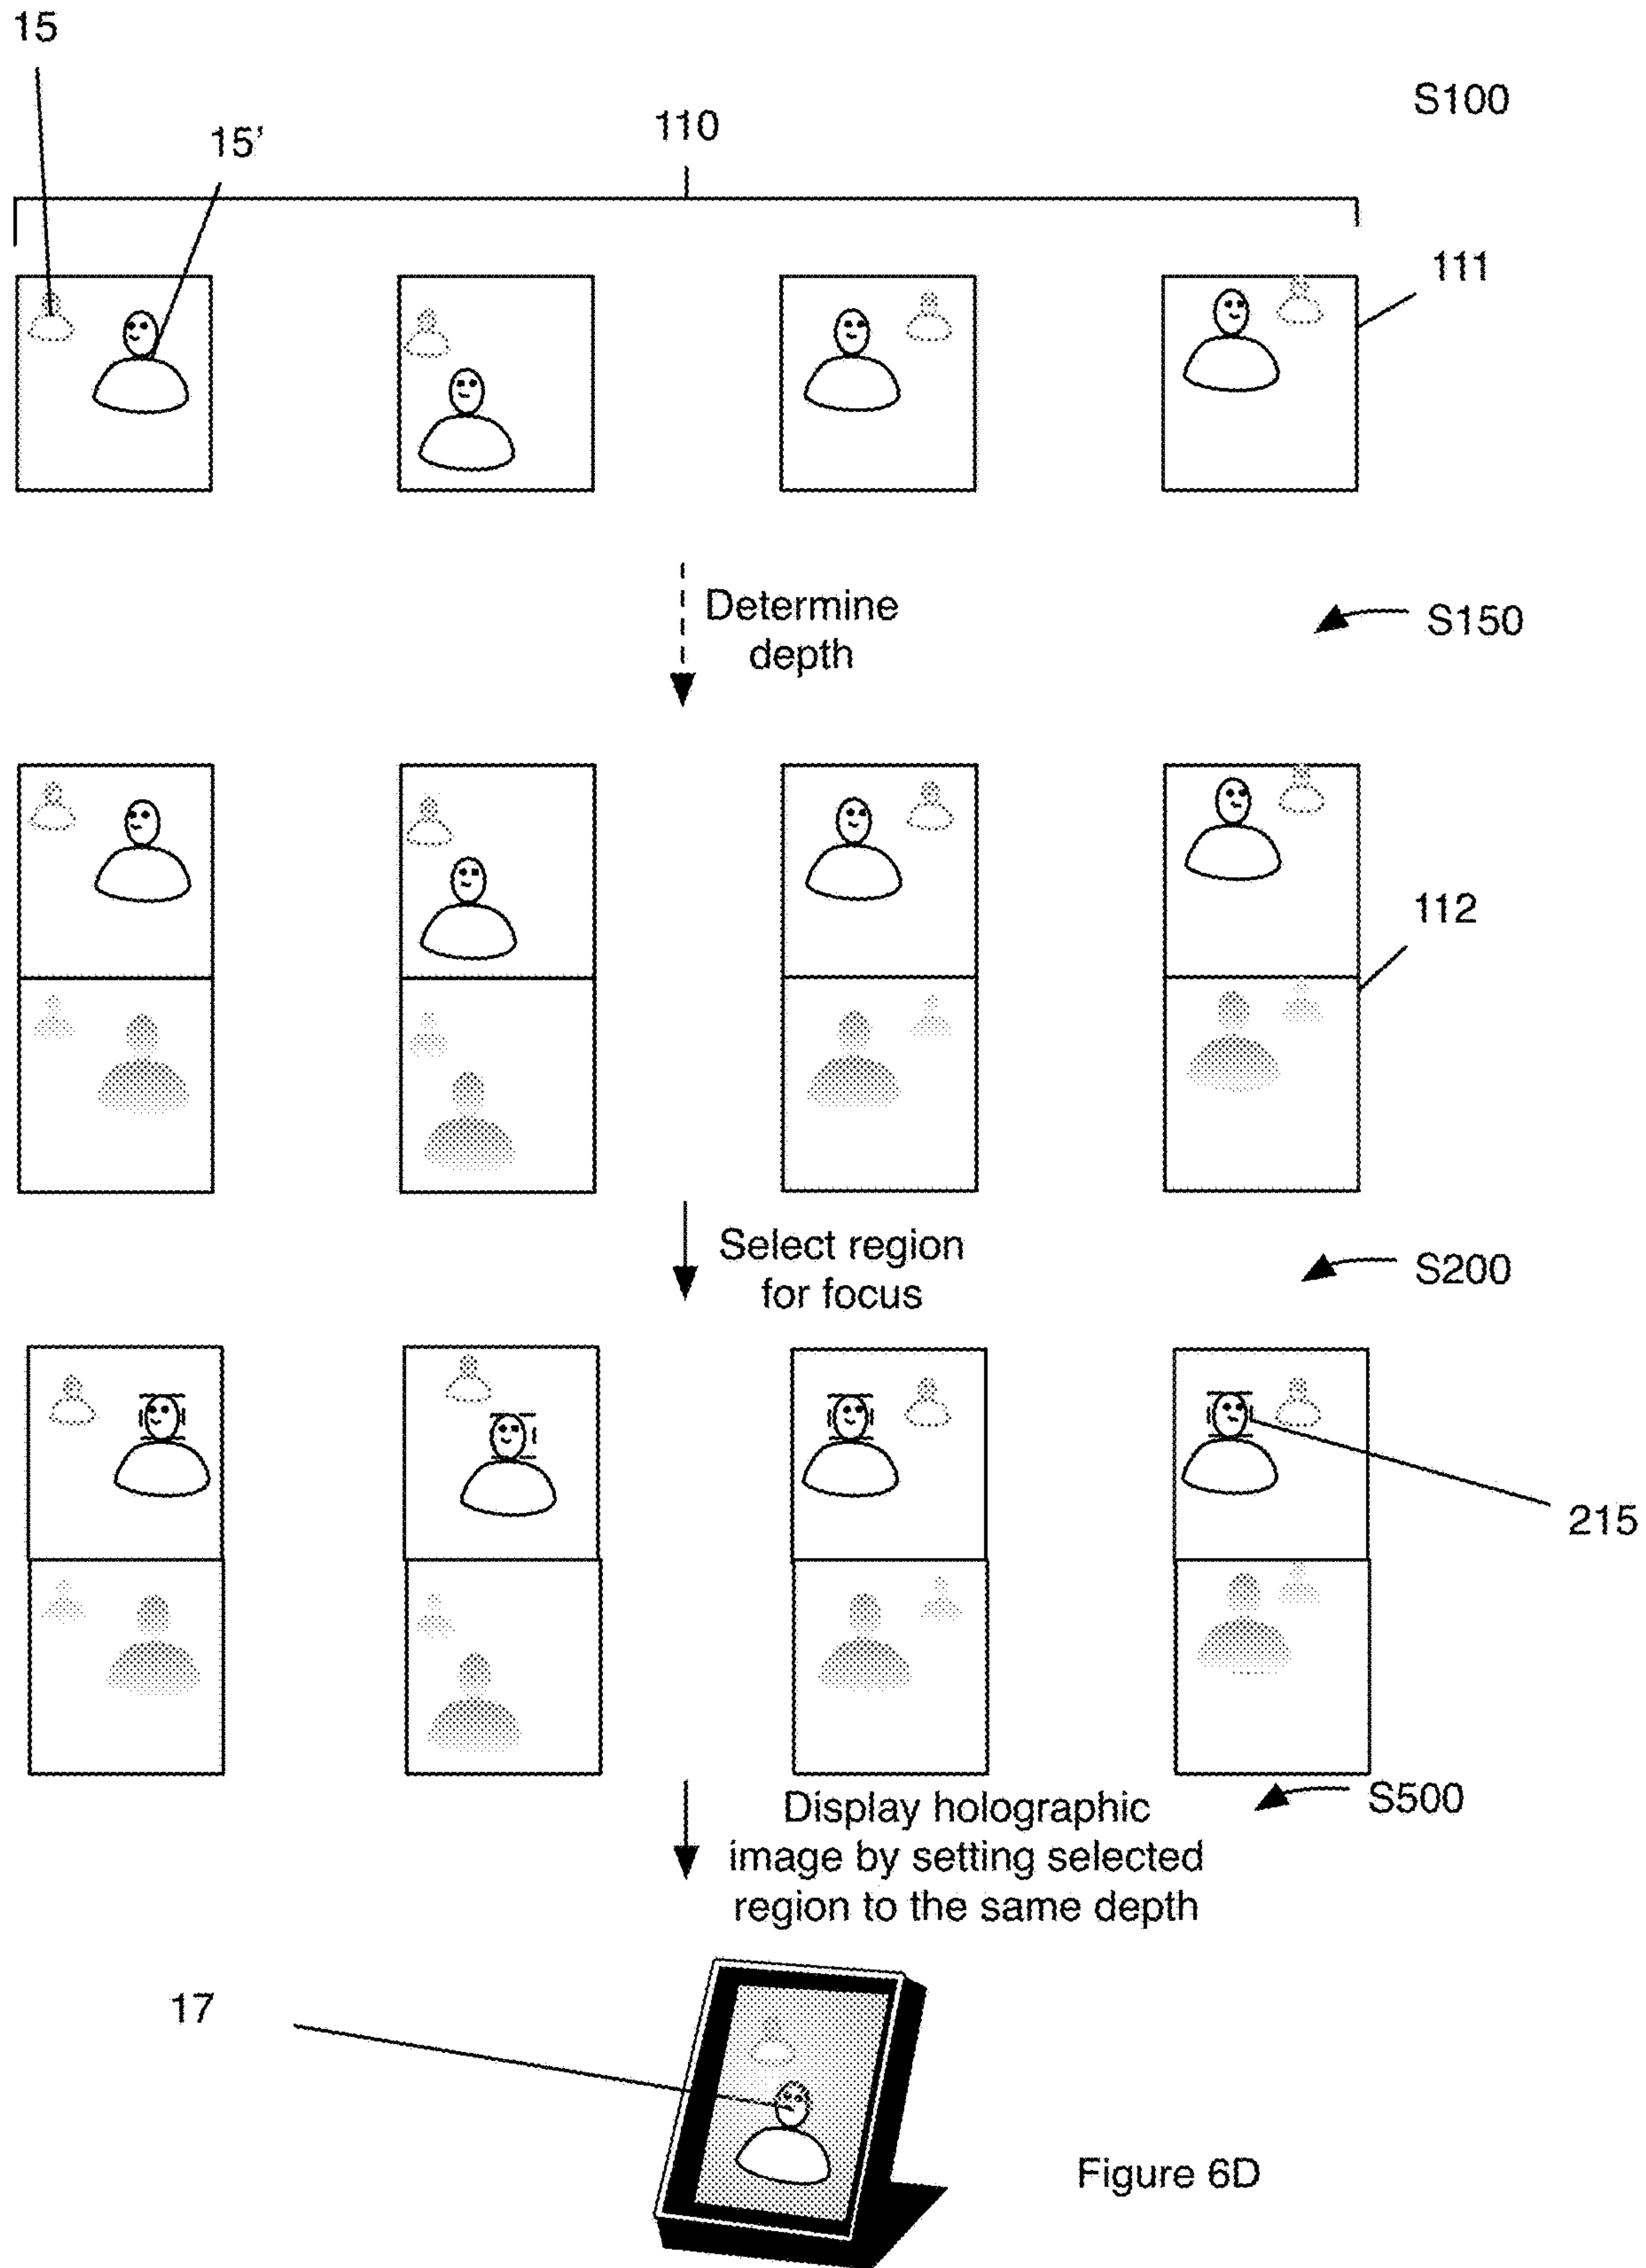 15
S100
110
15'
111
Determine
depth
S150
112
Select region
for focus
S200
215
Display holographic
image by setting selected
region to the same depth
S500
17
Figure 6D